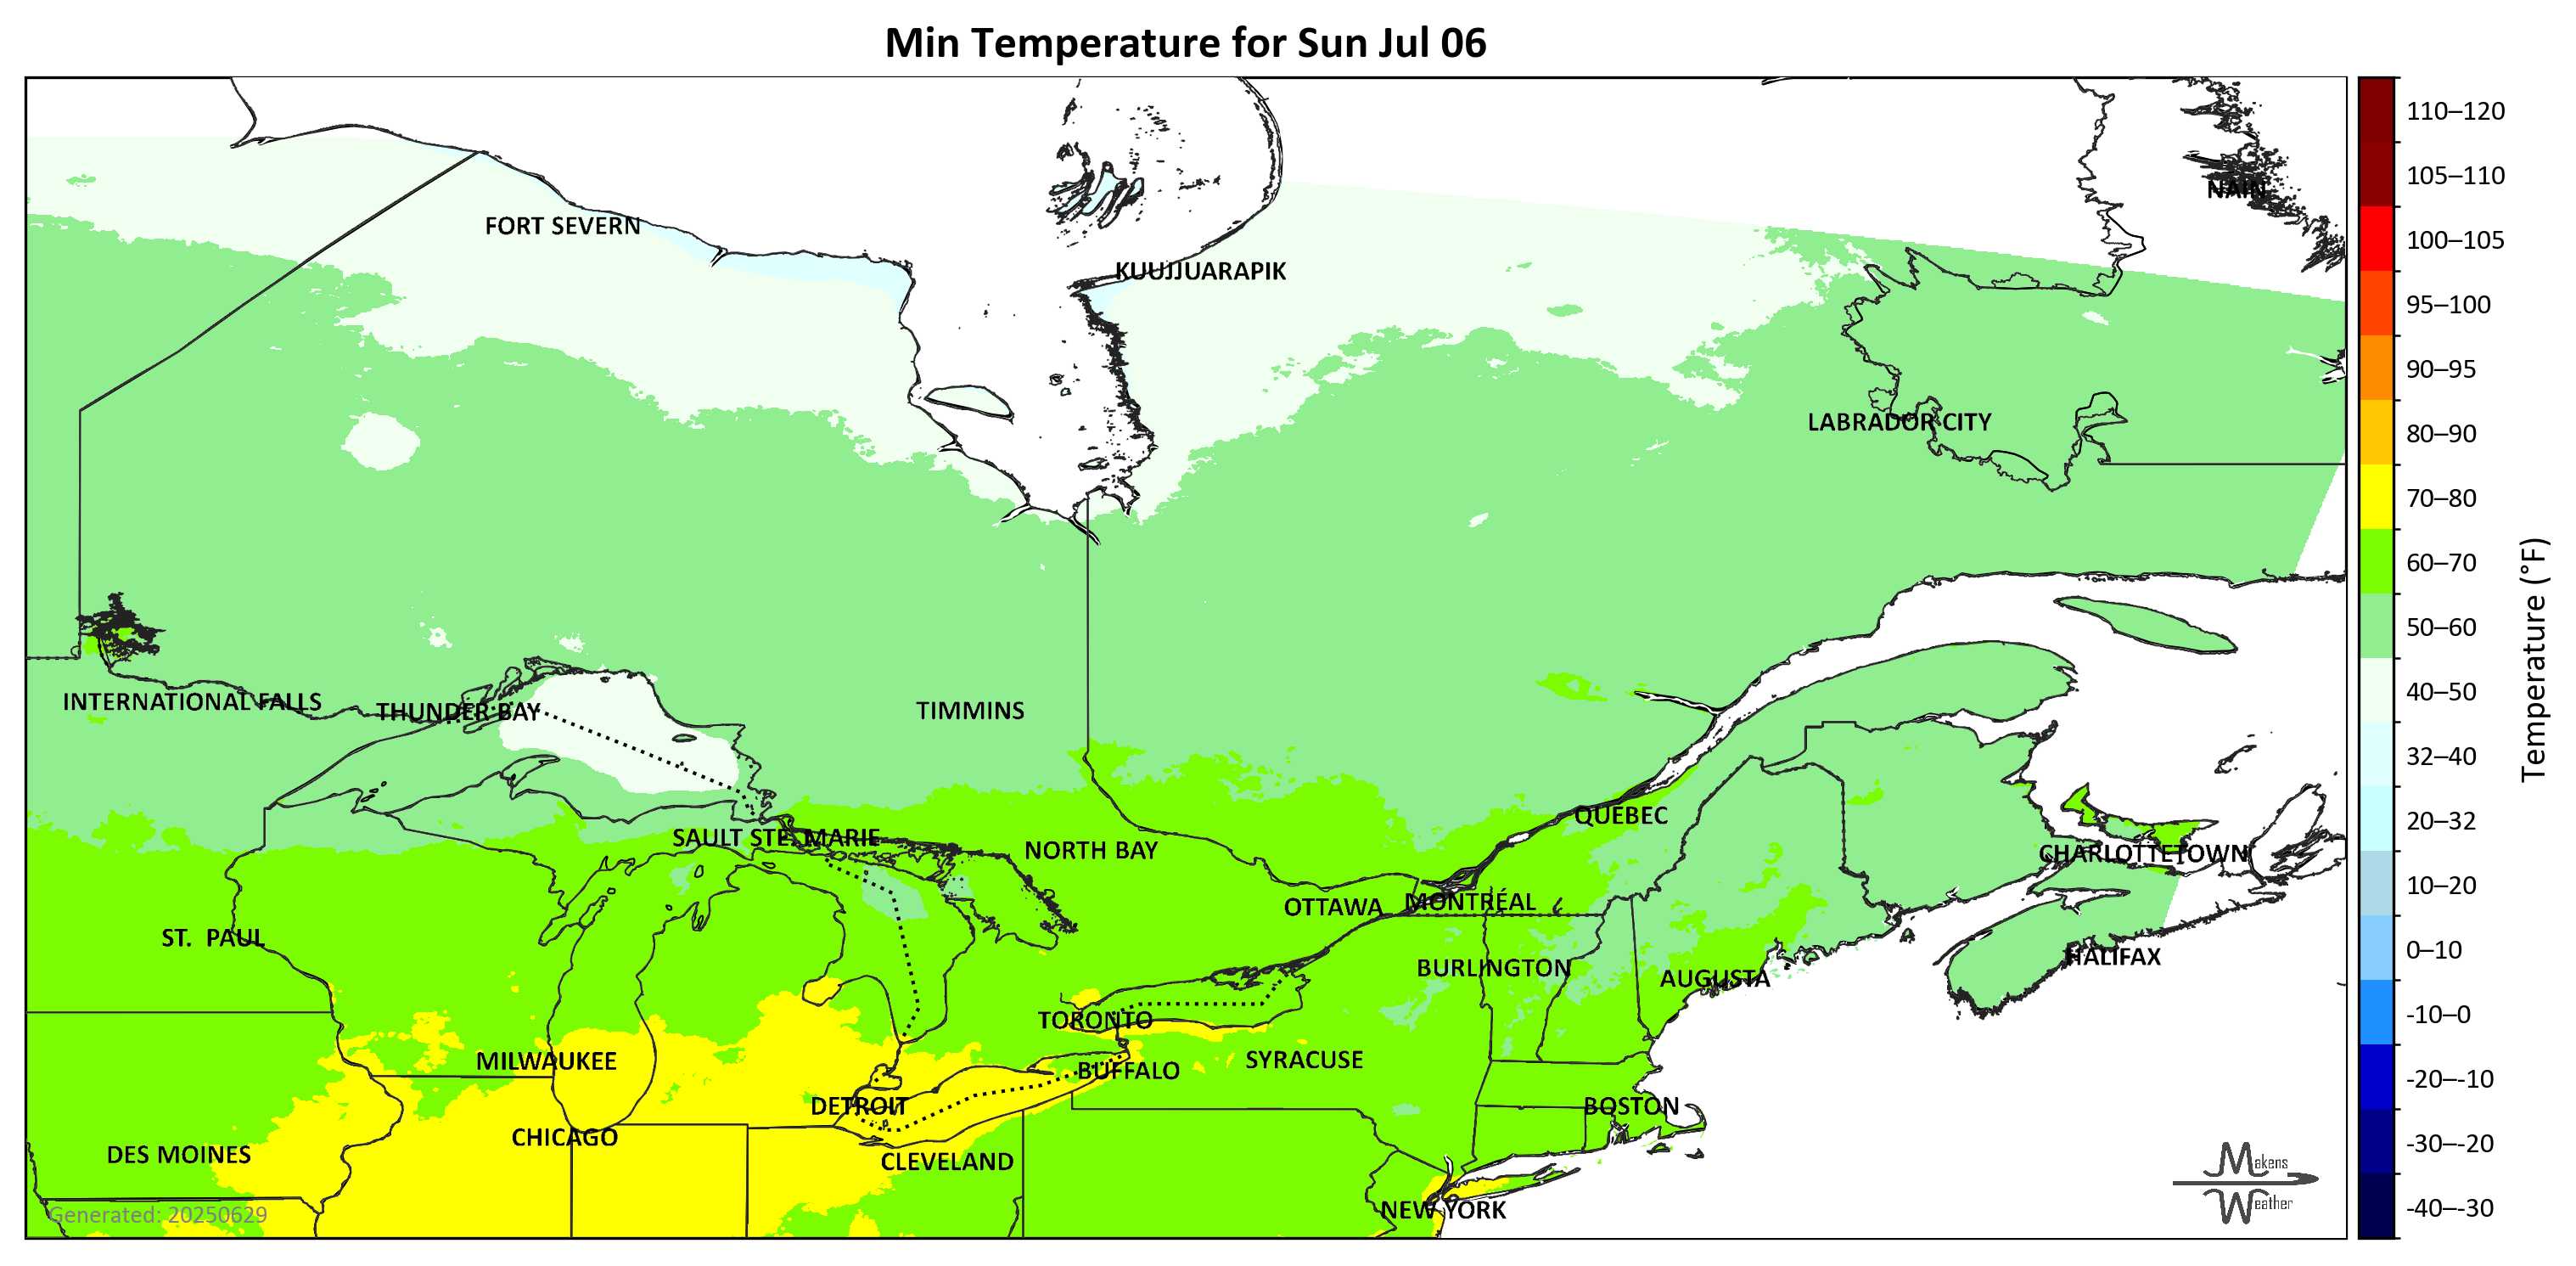 Min Temperature for Sun Jul 06
110–120
105–110
100–105
95–100
90–95
80–90
70–80
60–70
50–60
40–50
32–40
20–32
10–20
0–10
-10–0
-20–-10
-30–-20
-40–-30
Temperature (°F)
NAIN
FORT SEVERN
KUUJJUARAPIK
LABRADOR CITY
INTERNATIONAL FALLS
THUNDER BAY
TIMMINS
QUEBEC
SAULT STE. MARIE
NORTH BAY
CHARLOTTETOWN
OTTAWA
MONTRÉAL
ST. PAUL
HALIFAX
BURLINGTON
AUGUSTA
TORONTO
MILWAUKEE
BUFFALO
SYRACUSE
DETROIT
BOSTON
CHICAGO
DES MOINES
CLEVELAND
NEW YORK
Generated: 20250629
Makens
Weather